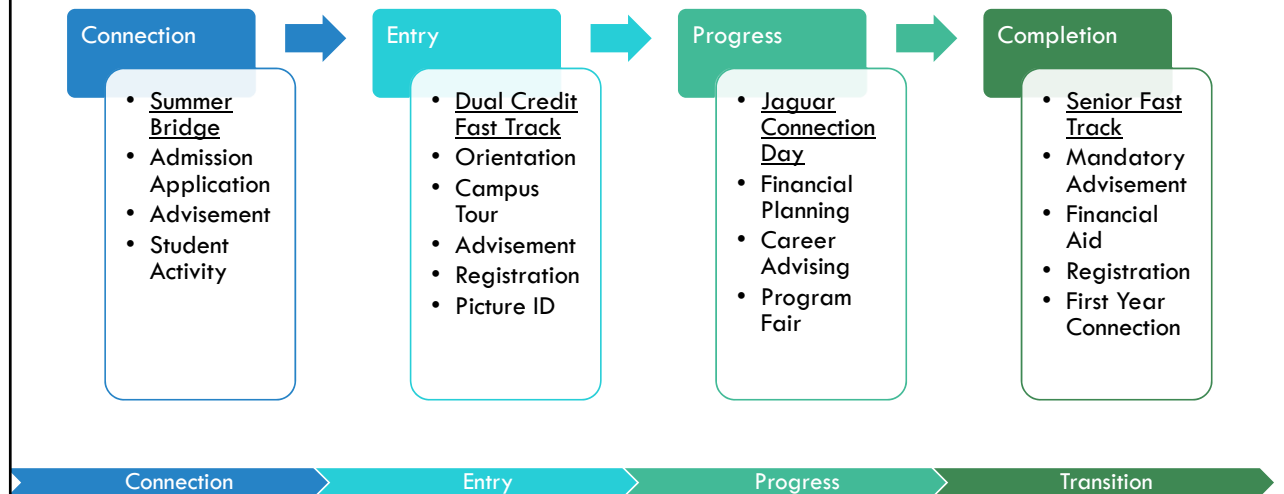 Connection
• Summer
Bridge
• Admission
Application
• Advisement
• Student
Activity
Entry
• Dual Credit
Fast Track
• Orientation
• Campus
Tour
• Advisement
• Registration
• Picture ID
Progress
• Jaguar
Connection
Day
• Financial
Planning
• Career
Advising
• Program
Fair
Completion
• Senior Fast
Track
• Mandatory
Advisement
• Financial
Aid
• Registration
• First Year
Connection
Connection
Entry
Progress
Transition